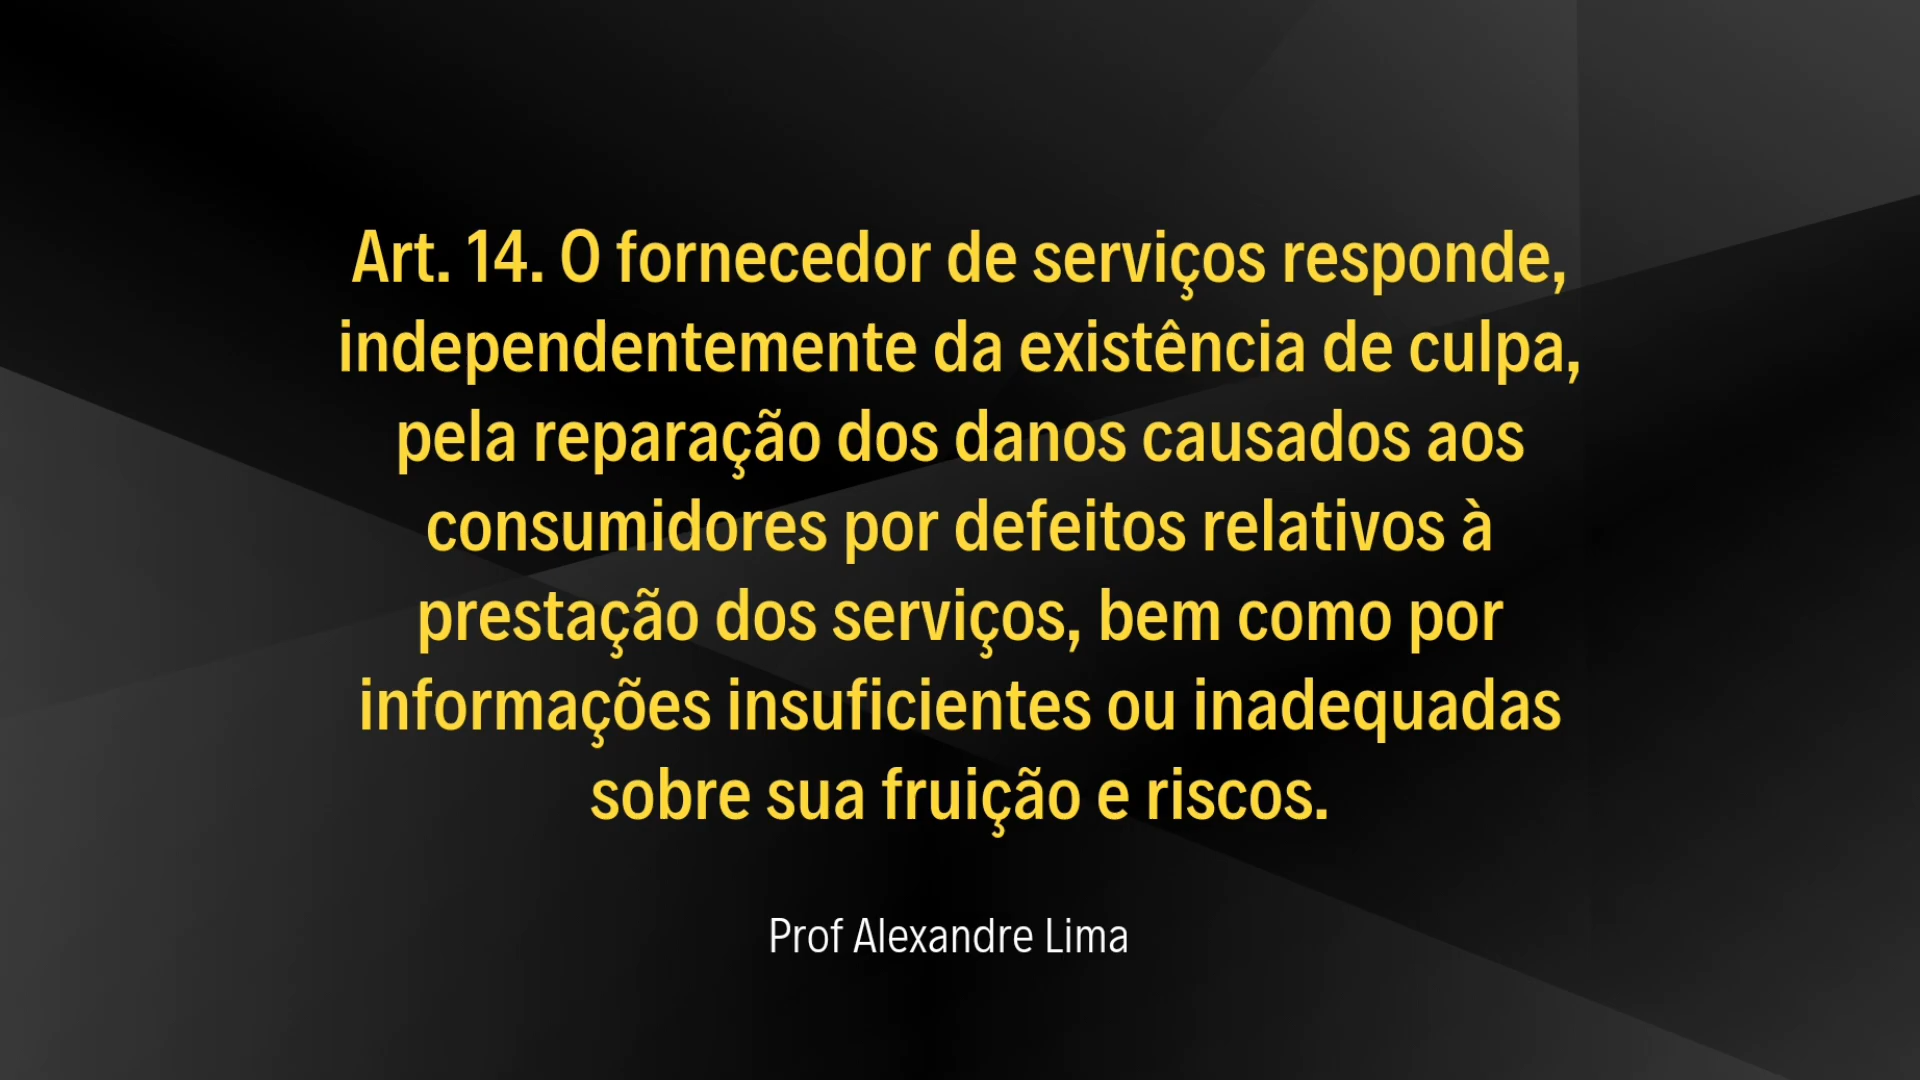 Art. 14. O fornecedor de serviços responde,
independentemente da existência de culpa,
pela reparação dos danos causados aos
consumidores por defeitos relativos à
prestação dos serviços, bem como por
informações insuficientes ou inadequadas
sobre sua fruição e riscos.
Prof Alexandre Lima